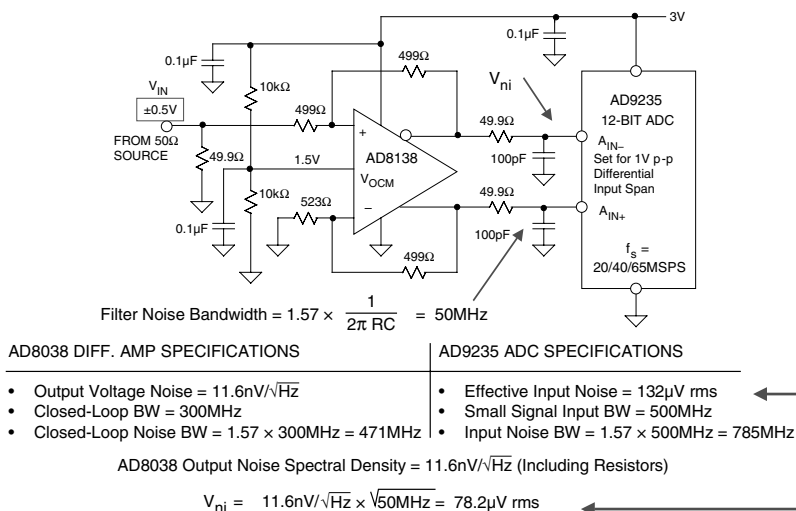 3V
0.1µF
0.1µF
499Ω
V_IN
±0.5V
10kΩ
V_ni
AD9235
12-BIT ADC
499Ω
49.9Ω
FROM 50Ω
SOURCE
+
A_IN–
Set for 1V p-p
Differential
Input Span
49.9Ω
1.5V
AD8138
100pF
V_OCM
49.9Ω
10kΩ
523Ω
–
A_IN+
0.1µF
100pF
499Ω
f_s =
20/40/65MSPS
Filter Noise Bandwidth = 1.57 × 1 / 2π RC = 50MHz
AD8038 DIFF. AMP SPECIFICATIONS
• Output Voltage Noise = 11.6nV/√Hz
• Closed-Loop BW = 300MHz
• Closed-Loop Noise BW = 1.57 × 300MHz = 471MHz
AD9235 ADC SPECIFICATIONS
• Effective Input Noise = 132µV rms
• Small Signal Input BW = 500MHz
• Input Noise BW = 1.57 × 500MHz = 785MHz
AD8038 Output Noise Spectral Density = 11.6nV/√Hz (Including Resistors)
V_ni = 11.6nV/√Hz × √50MHz = 78.2µV rms